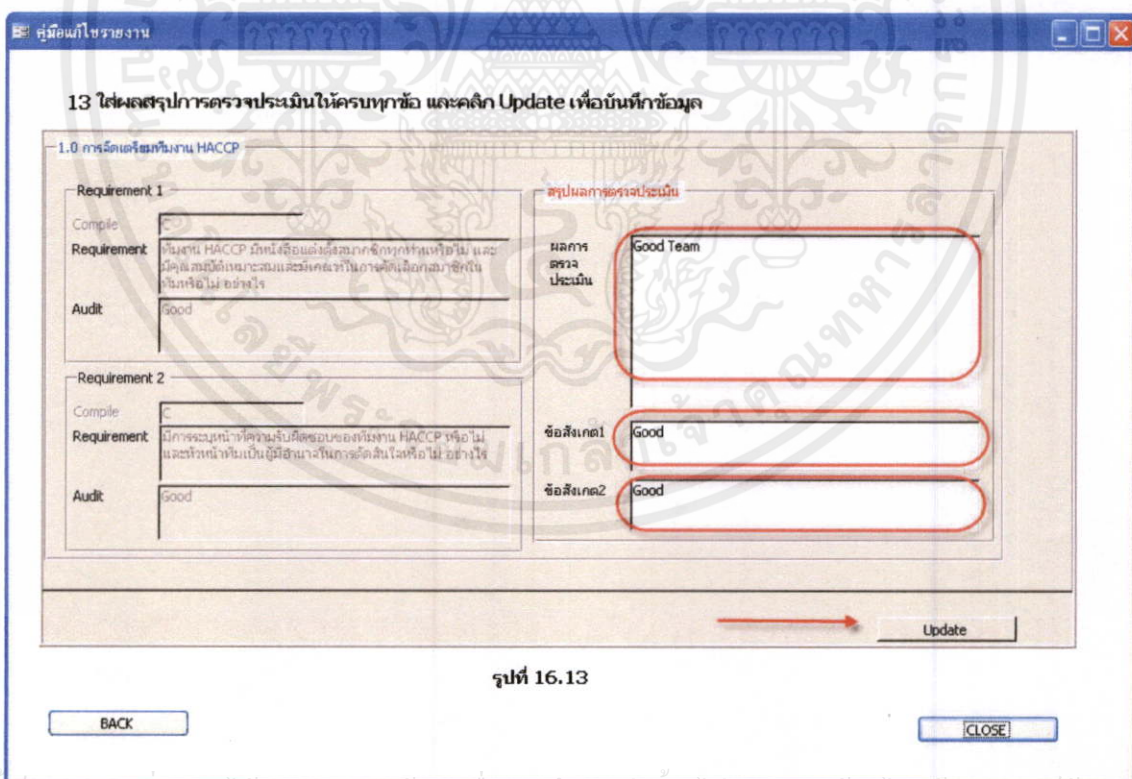 คู่มือแก้ไขรายงาน
13 ใส่ผลสรุปการตรวจประเมินให้ครบทุกข้อ และคลิก Update เพื่อบันทึกข้อมูล
1.0 การจัดเตรียมทีมงาน HACCP
Requirement 1
Compile C
Requirement ทีมงาน HACCP มีหนังสือแต่งตั้งสมาชิกทุกท่านหรือไม่ และ
มีคุณสมบัติเหมาะสมและมีเกณฑ์ในการคัดเลือกสมาชิกใน
ทีมหรือไม่ อย่างไร
Audit Good
Requirement 2
Compile C
Requirement มีการระบุหน้าที่ความรับผิดชอบของทีมงาน HACCP หรือไม่
และหัวหน้าทีมเป็นผู้มีอำนาจในการตัดสินใจหรือไม่ อย่างไร
Audit Good
สรุปผลการตรวจประเมิน
ผลการ Good Team
ตรวจ
ประเมิน
ข้อสังเกต1 Good
ข้อสังเกต2 Good
Update
รูปที่ 16.13
BACK
CLOSE